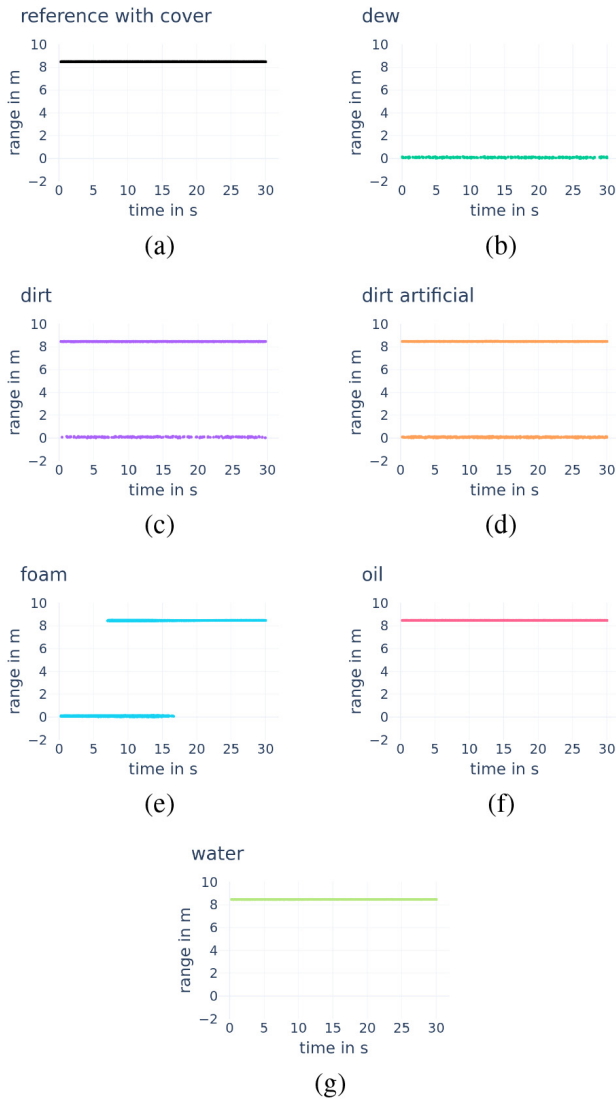 reference with cover
10
8
6
4
2
0
−2
range in m
0 5 10 15 20 25 30
time in s
(a)
dew
10
8
6
4
2
0
−2
range in m
0 5 10 15 20 25 30
time in s
(b)
dirt
10
8
6
4
2
0
−2
range in m
0 5 10 15 20 25 30
time in s
(c)
dirt artificial
10
8
6
4
2
0
−2
range in m
0 5 10 15 20 25 30
time in s
(d)
foam
10
8
6
4
2
0
−2
range in m
0 5 10 15 20 25 30
time in s
(e)
oil
10
8
6
4
2
0
−2
range in m
0 5 10 15 20 25 30
time in s
(f)
water
10
8
6
4
2
0
−2
range in m
0 5 10 15 20 25 30
time in s
(g)